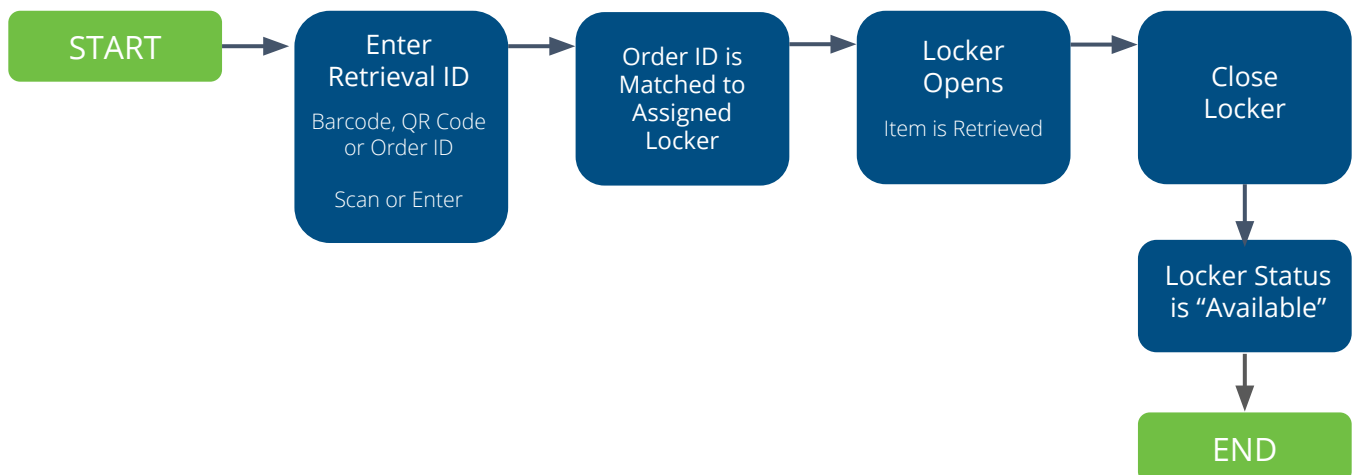 START
Enter
Retrieval ID
Barcode, QR Code
or Order ID
Scan or Enter
Order ID is
Matched to
Assigned
Locker
Locker
Opens
Item is Retrieved
Close
Locker
Locker Status
is “Available”
END